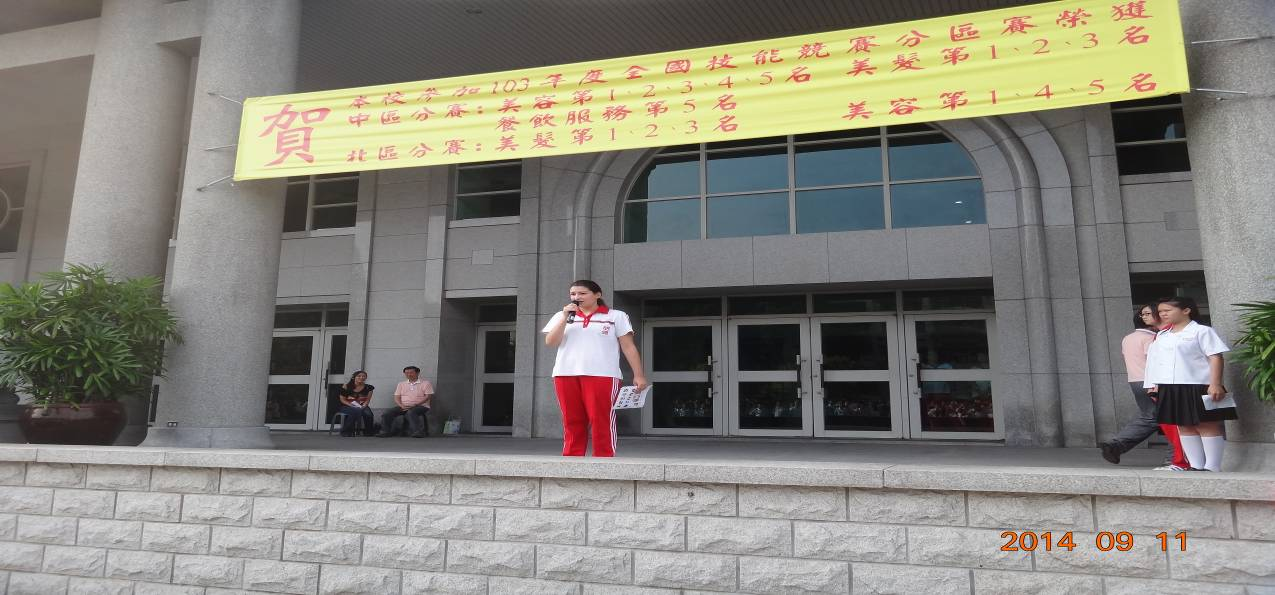 賀
本校參加103年度全國技能競賽分區賽榮獲
中區分賽：美容第1、2、3、4、5名 美髮第1、2、3名
餐飲服務第5名
北區分賽：美髮第1、2、3名 美容第1、4、5名
2014 09 11